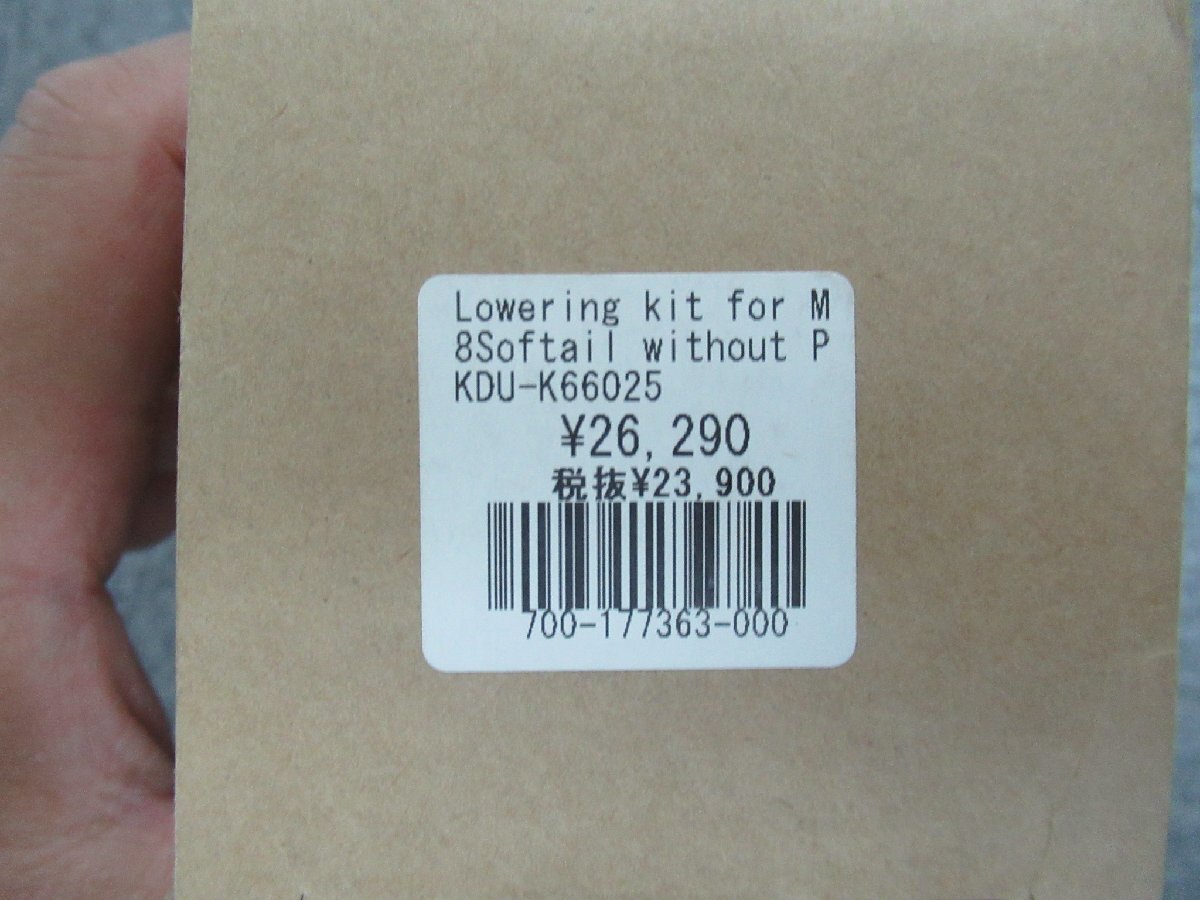 Lowering kit for M
8Softail without P
KDU-K66025
¥26,290
税抜¥23,900
700-177363-000